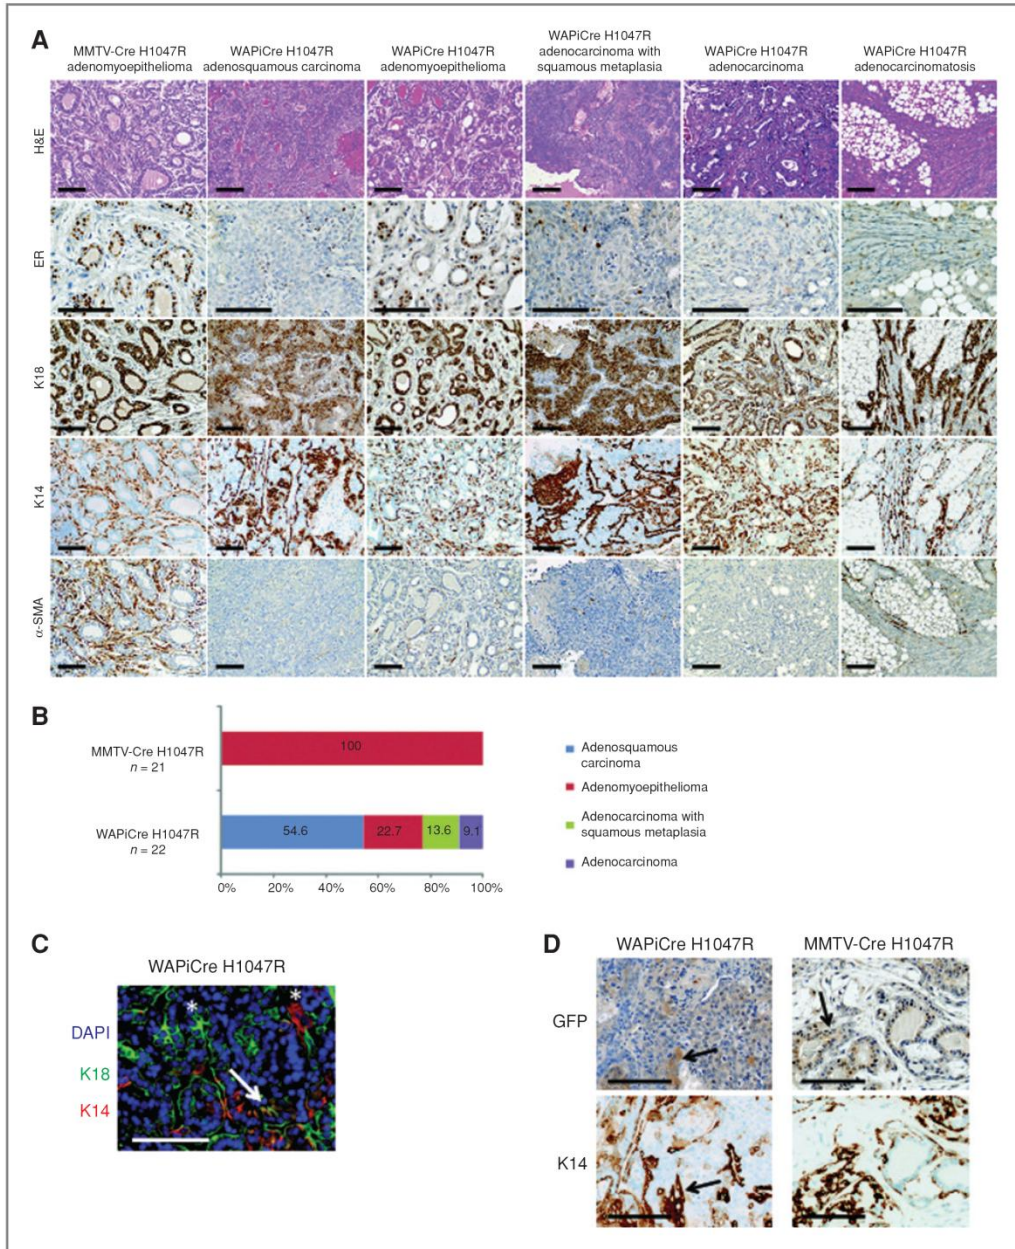 A
MMTV-Cre H1047R
adenomyoepithelioma
WAPiCre H1047R
adenosquamous carcinoma
WAPiCre H1047R
adenomyoepithelioma
WAPiCre H1047R
adenocarcinoma with
squamous metaplasia
WAPiCre H1047R
adenocarcinoma
WAPiCre H1047R
adenocarcinomatosis
H&E
ER
K18
K14
α-SMA
B
MMTV-Cre H1047R
n = 21
100
WAPiCre H1047R
n = 22
54.6
22.7
13.6
9.1
0%
20%
40%
60%
80%
100%
Adenosquamous
carcinoma
Adenomyoepithelioma
Adenocarcinoma with
squamous metaplasia
Adenocarcinoma
C
WAPiCre H1047R
DAPI
K18
K14
*
*
D
WAPiCre H1047R
MMTV-Cre H1047R
GFP
K14